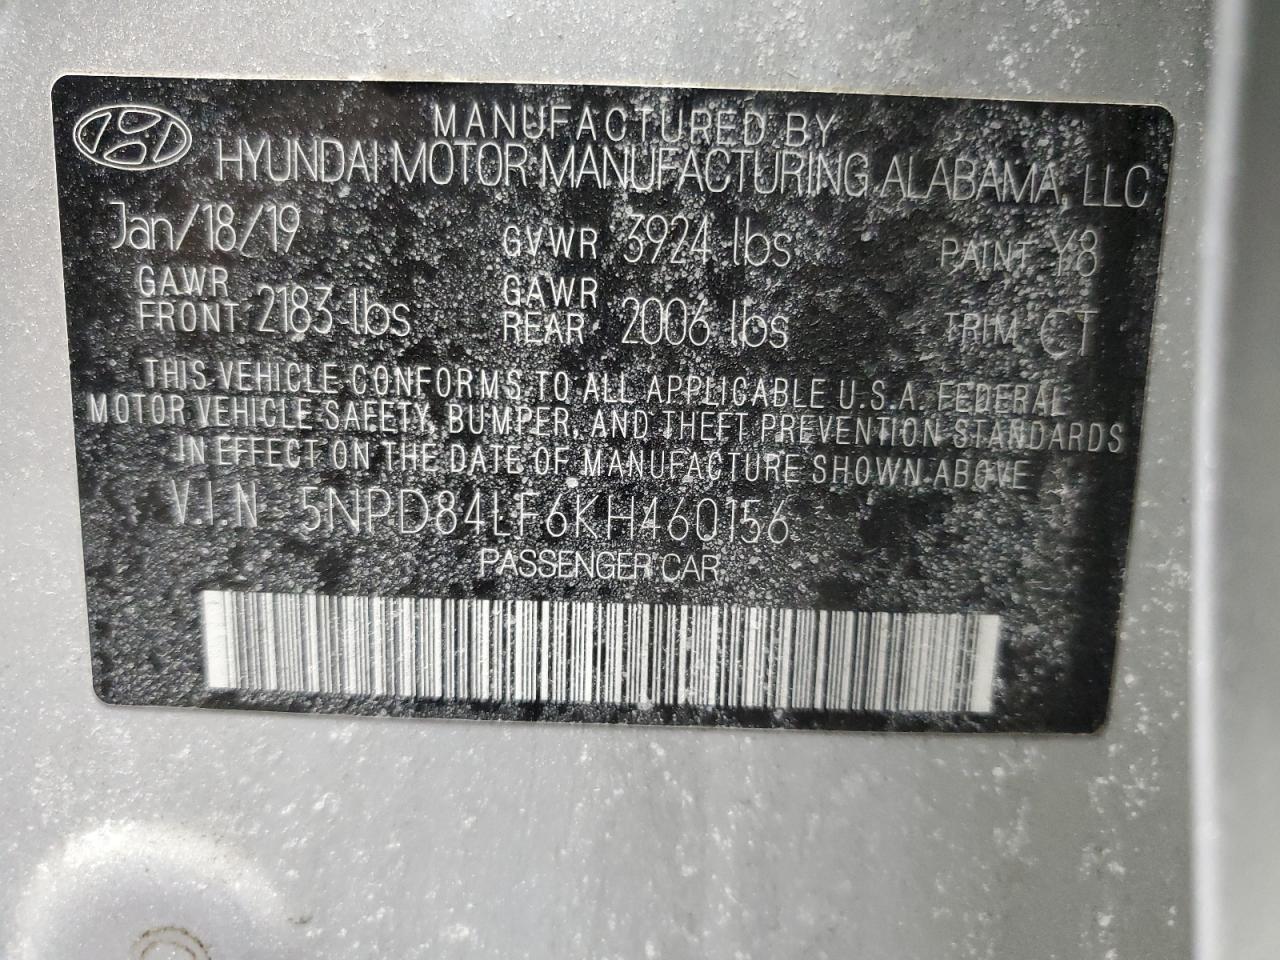 MANUFACTURED BY
HYUNDAI MOTOR MANUFACTURING ALABAMA, LLC
Jan/18/19 GVWR 3924 lbs PAINT Y8
GAWR FRONT 2183 lbs GAWR REAR 2006 lbs TRIM CT
THIS VEHICLE CONFORMS TO ALL APPLICABLE U.S.A. FEDERAL
MOTOR VEHICLE SAFETY, BUMPER, AND THEFT PREVENTION STANDARDS
IN EFFECT ON THE DATE OF MANUFACTURE SHOWN ABOVE
V.I.N 5NPD84LF6KH460156
PASSENGER CAR